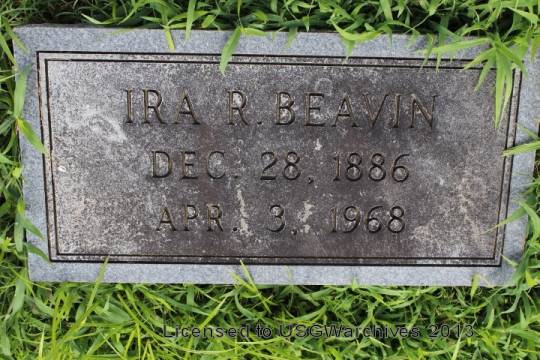 IRA R. BEAVIN
DEC. 28, 1886
APR. 3, 1968
Licensed to USGWarchives 2013